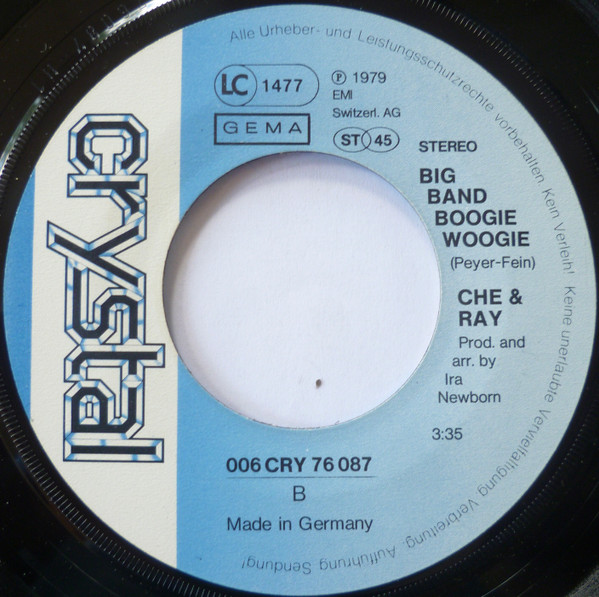 Alle Urheber- und Leistungsschutzrechte vorbehalten Kein Verleih! Keine unerlaubte Vervielfältigung, Verbreitung, Aufführung, Sendung!
crystal
LC 1477
GEMA
℗ 1979
EMI
Switzerl. AG
ST 45
STEREO
BIG
BAND
BOOGIE
WOOGIE
(Peyer-Fein)
CHE &
RAY
Prod. and
arr. by
Ira
Newborn
3:35
006 CRY 76 087
B
Made in Germany